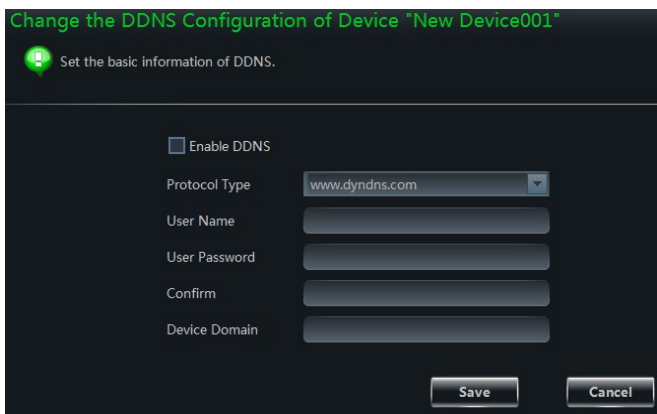 Change the DDNS Configuration of Device "New Device001"
Set the basic information of DDNS.
Enable DDNS
Protocol Type www.dyndns.com
User Name
User Password
Confirm
Device Domain
Save Cancel